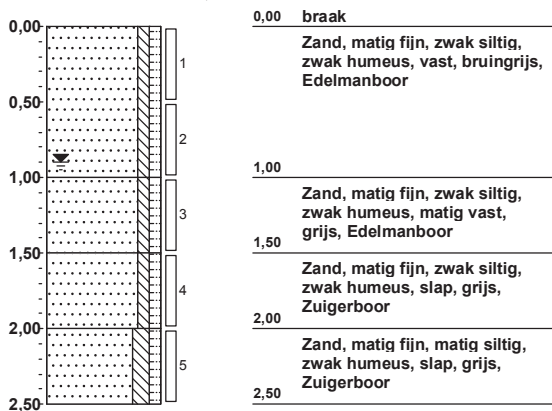 0,00
0,50
1,00
1,50
2,00
2,50
1
2
3
4
5
0,00 braak
Zand, matig fijn, zwak siltig,
zwak humeus, vast, bruingrijs,
Edelmanboor
1,00
Zand, matig fijn, zwak siltig,
zwak humeus, matig vast,
grijs, Edelmanboor
1,50
Zand, matig fijn, zwak siltig,
zwak humeus, slap, grijs,
Zuigerboor
2,00
Zand, matig fijn, matig siltig,
zwak humeus, slap, grijs,
Zuigerboor
2,50